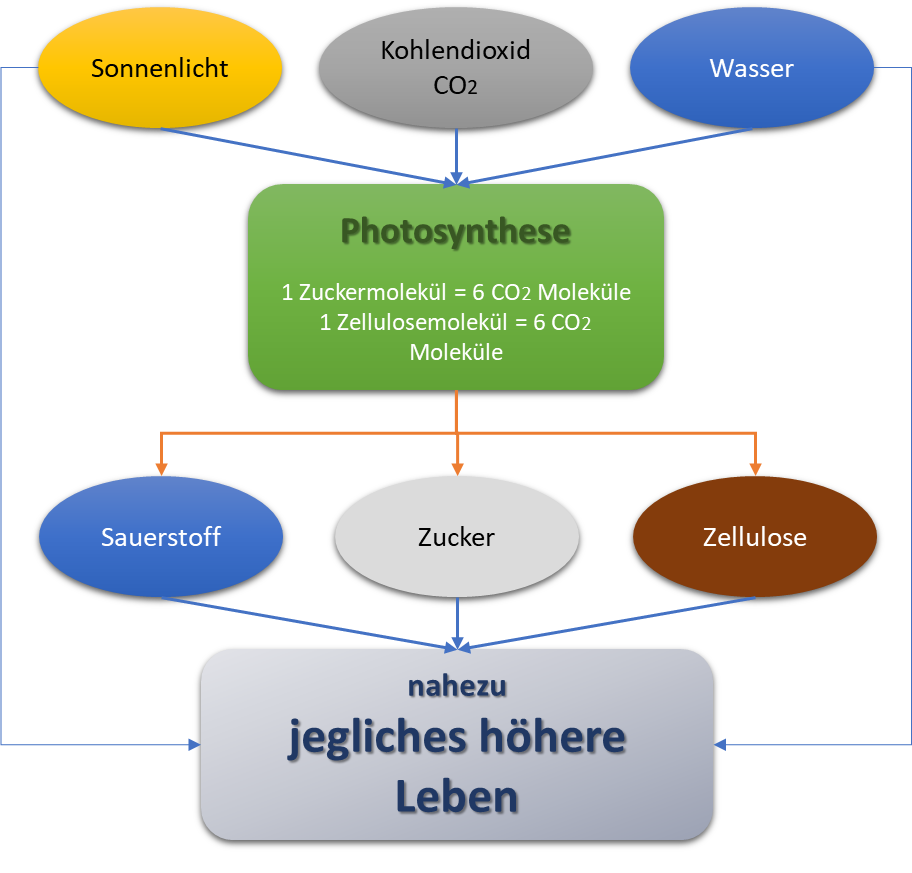 Sonnenlicht
Kohlendioxid
CO2
Wasser
Photosynthese
1 Zuckermolekül = 6 CO2 Moleküle
1 Zellulosemolekül = 6 CO2
Moleküle
Sauerstoff
Zucker
Zellulose
nahezu
jegliches höhere
Leben